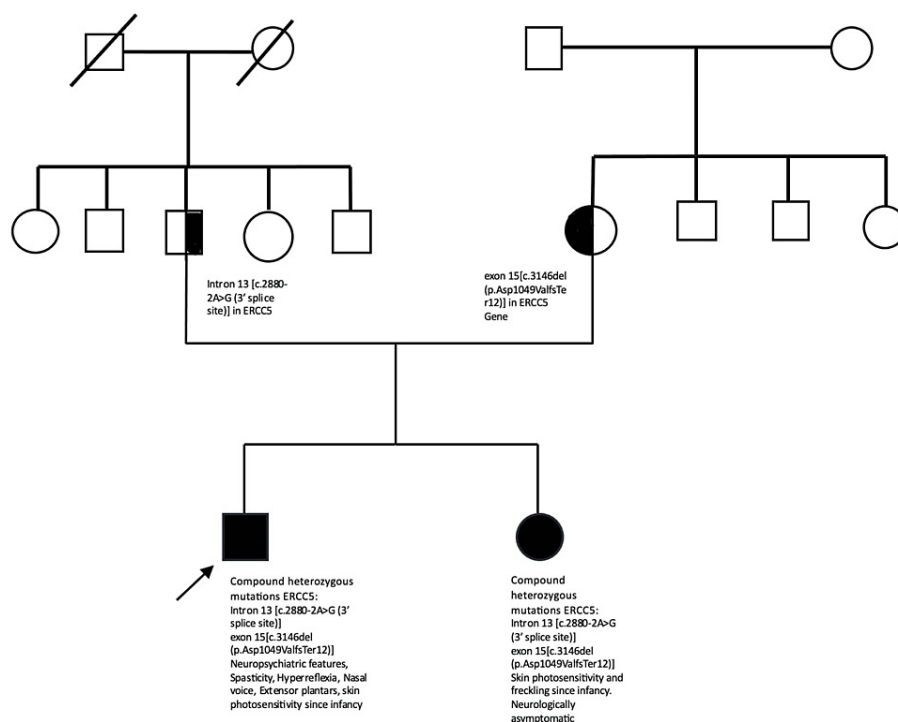 Intron 13 [c.2880-
2A>G (3' splice
site)] in ERCC5
exon 15[c.3146del
(p.Asp1049ValfsTe
r12)] in ERCC5
Gene
Compound heterozygous
mutations ERCC5:
Intron 13 [c.2880-2A>G (3'
splice site)]
exon 15[c.3146del
(p.Asp1049ValfsTer12)]
Neuropsychiatric features,
Spasticity, Hyperreflexia, Nasal
voice, Extensor plantars, skin
photosensitivity since infancy
Compound
heterozygous
mutations ERCC5:
Intron 13 [c.2880-2A>G
(3' splice site)]
exon 15[c.3146del
(p.Asp1049ValfsTer12)]
Skin photosensitivity and
freckling since infancy.
Neurologically
asymptomatic